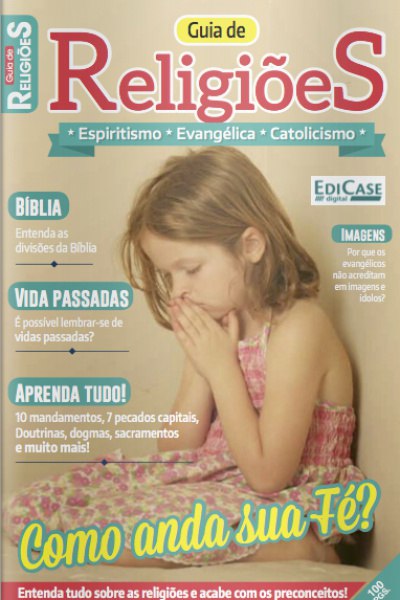 Guia de
RELIGIÕES
Guia de
ReligiõeS
* Espiritismo * Evangélica * Catolicismo *
EDICASE
digital
BÍBLIA
Entenda as
divisões da Bíblia
IMAGENS
Por que os
evangélicos
não acreditam
em imagens e
ídolos?
VIDA PASSADAS
É possível lembrar-se de
vidas passadas?
APRENDA TUDO!
10 mandamentos, 7 pecados capitais,
Doutrinas, dogmas, sacramentos
e muito mais!
Como anda sua Fé?
Entenda tudo sobre as religiões e acabe com os preconceitos!
100